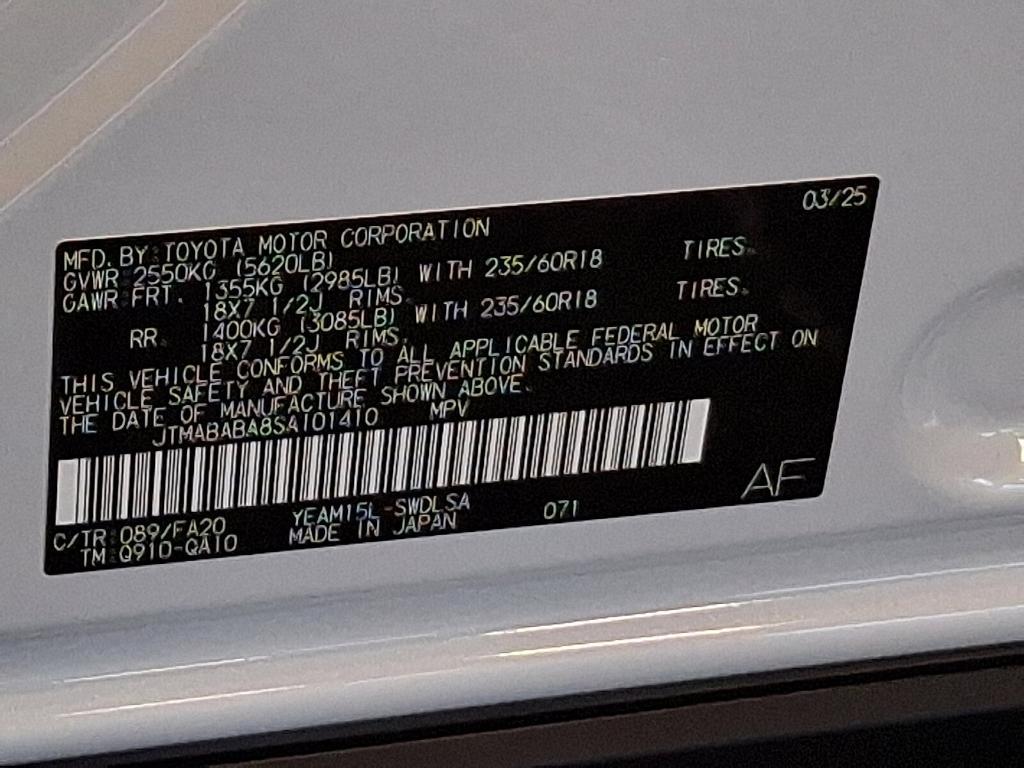 03/25
MFD. BY: TOYOTA MOTOR CORPORATION
GVWR 2550KG (5620LB)
GAWR FRT. 1355KG (2985LB) WITH 235/60R18 TIRES.
18X7 1/2J RIMS.
RR. 1400KG (3085LB) WITH 235/60R18 TIRES.
18X7 1/2J RIMS.
THIS VEHICLE CONFORMS TO ALL APPLICABLE FEDERAL MOTOR
VEHICLE SAFETY AND THEFT PREVENTION STANDARDS IN EFFECT ON
THE DATE OF MANUFACTURE SHOWN ABOVE.
JTMABABA8SA101410 MPV
C/TR:089/FA20 YEAM15L-SWDLSA 071 AF
TM:Q910-QA10 MADE IN JAPAN